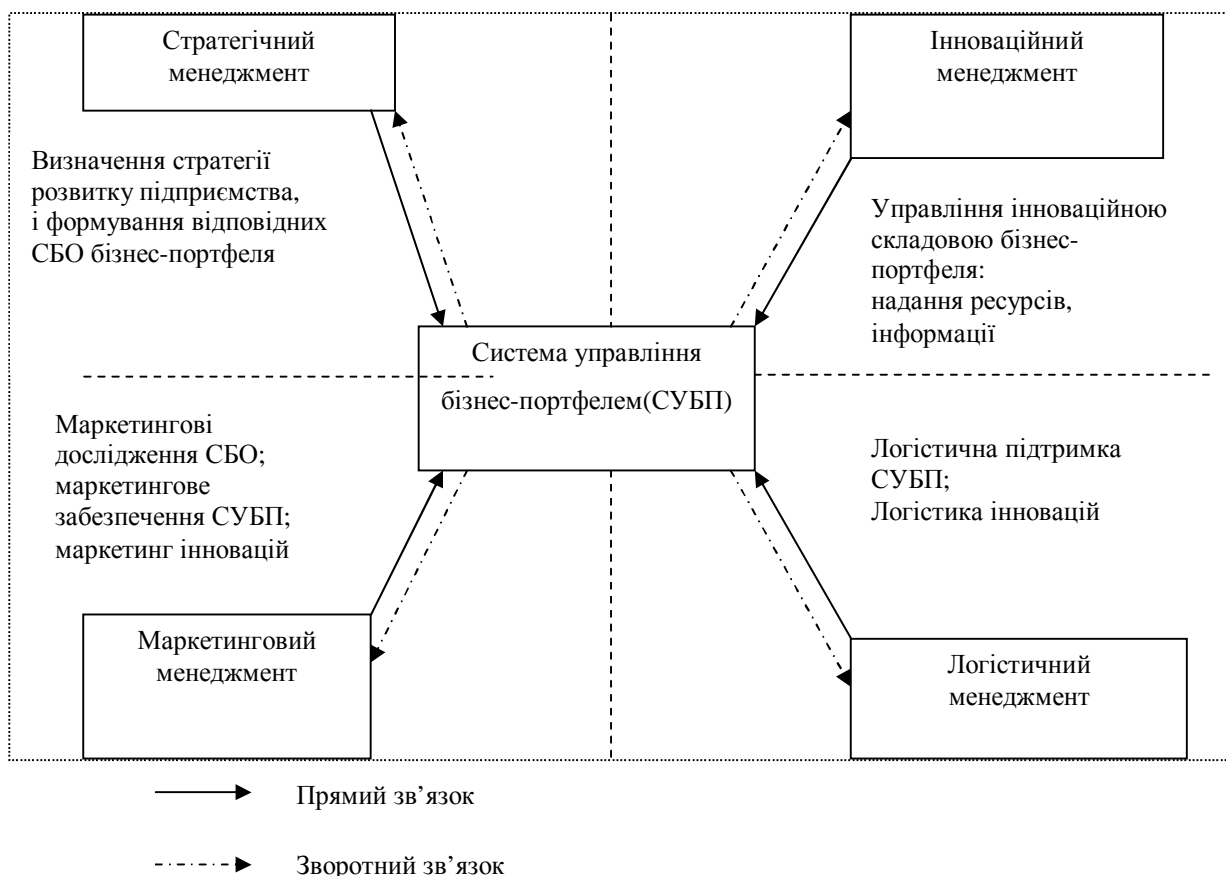 Стратегічний
менеджмент
Інноваційний
менеджмент
Визначення стратегії
розвитку підприємства,
і формування відповідних
СБО бізнес-портфеля
Управління інноваційною
складовою бізнес-
портфеля:
надання ресурсів,
інформації
Система управління
бізнес-портфелем(СУБП)
Маркетингові
дослідження СБО;
маркетингове
забезпечення СУБП;
маркетинг інновацій
Логістична підтримка
СУБП;
Логістика інновацій
Маркетинговий
менеджмент
Логістичний
менеджмент
Прямий зв’язок
Зворотний зв’язок